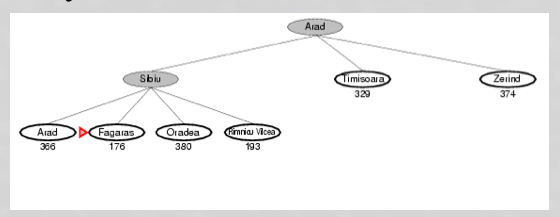 Arad
Sibiu
Timisoara
Zerind
329
374
Arad
Fagaras
Oradea
Rimnicu Vilcea
366
176
380
193